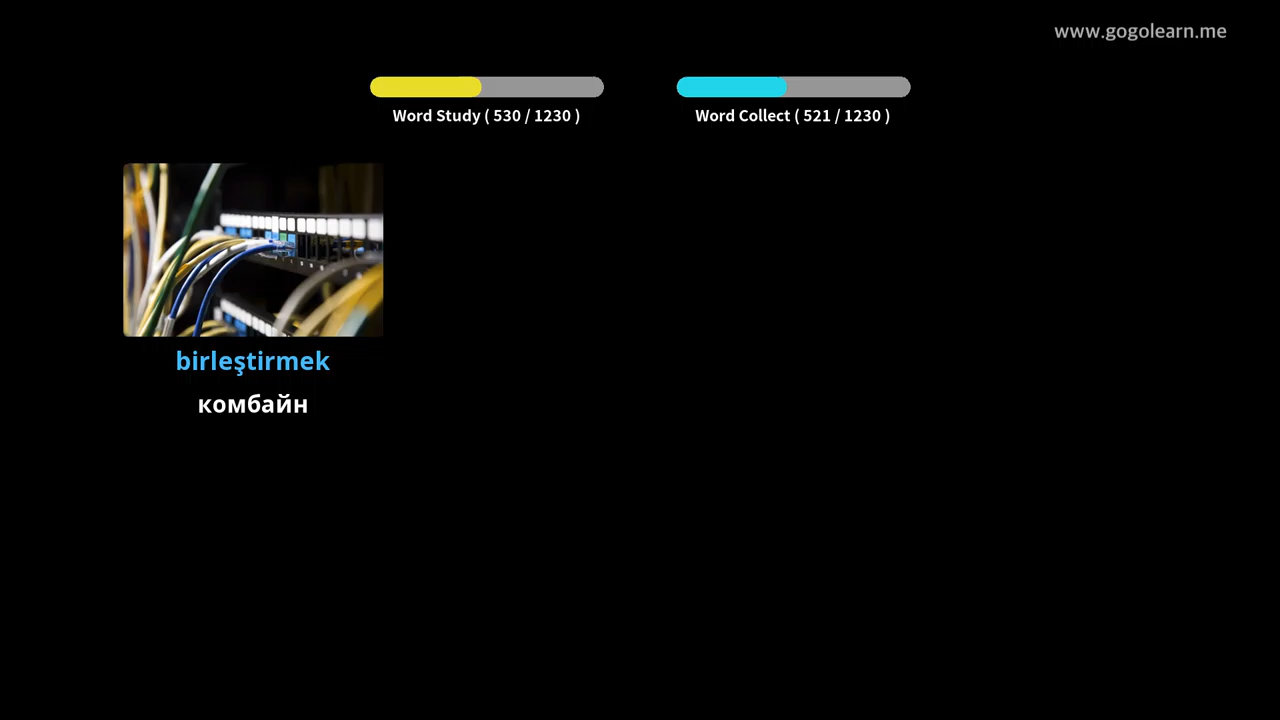 www.gogolearn.me
Word Study ( 530 / 1230 )
Word Collect ( 521 / 1230 )
birleştirmek
комбайн